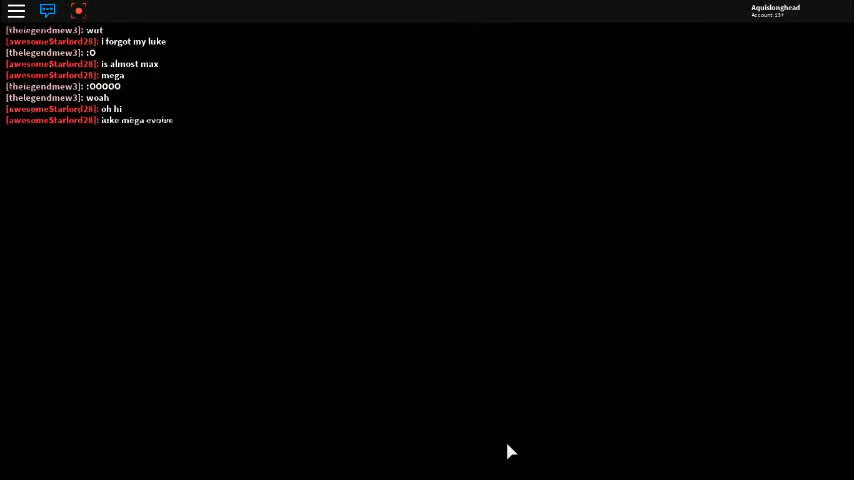 Aquislonghead
Account: 13+
[thelegendmew3]: wut
[awesomeStarlord28]: i forgot my luke
[thelegendmew3]: :O
[awesomeStarlord28]: is almost max
[awesomeStarlord28]: mega
[thelegendmew3]: :00000
[thelegendmew3]: woah
[awesomeStarlord28]: oh hi
[awesomeStarlord28]: luke mega evolve